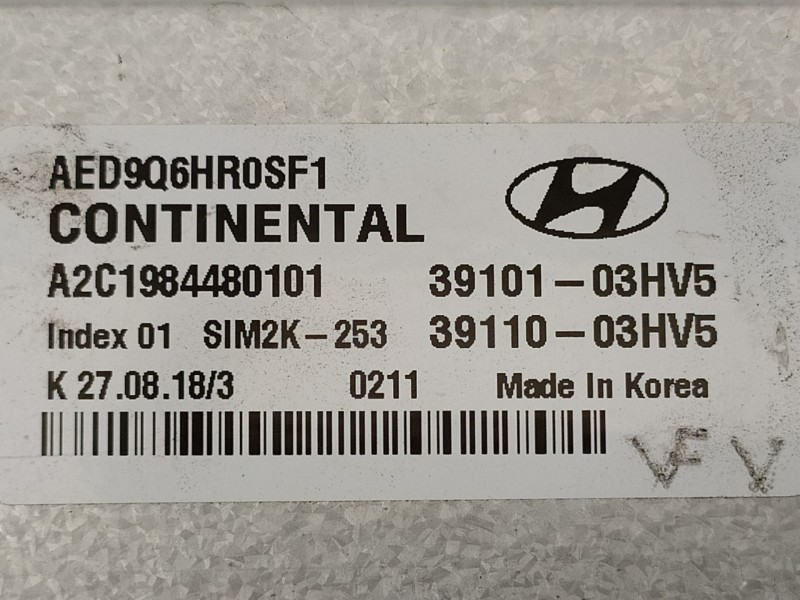 AED9Q6HR0SF1
CONTINENTAL
A2C1984480101 39101-03HV5
Index 01 SIM2K-253 39110-03HV5
K 27.08.18/3 0211 Made In Korea
VF V